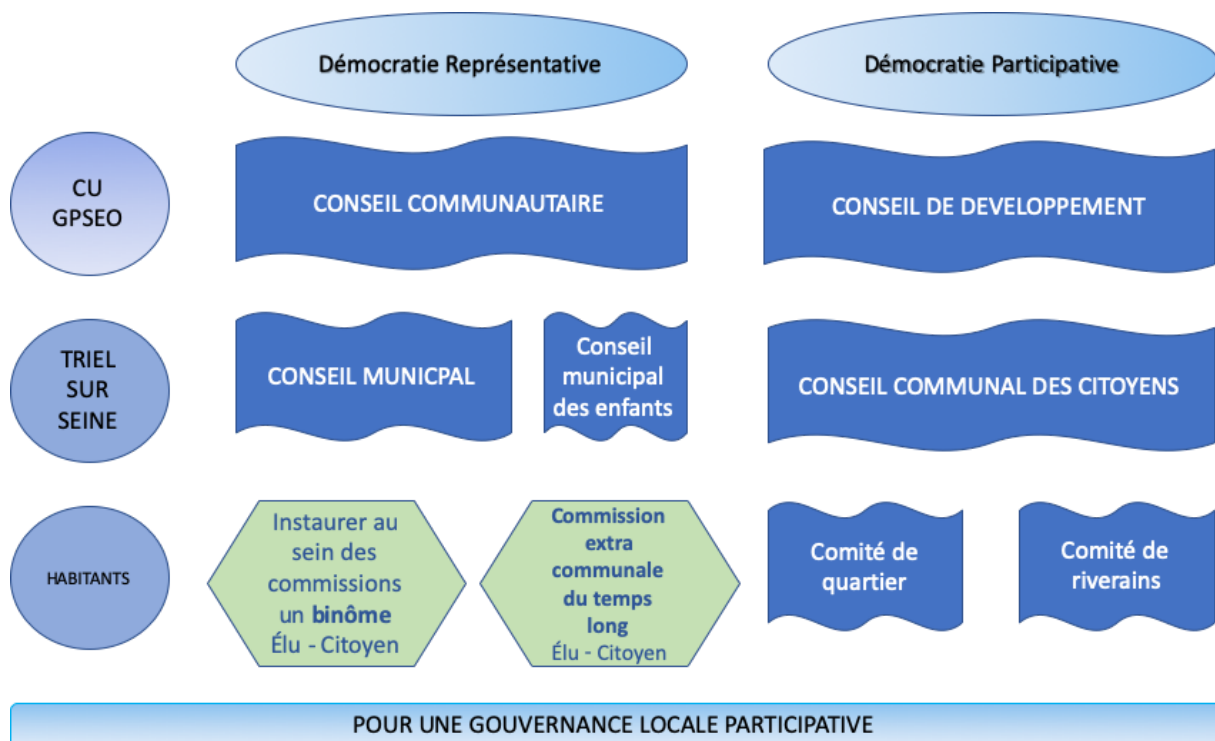 Démocratie Représentative
Démocratie Participative
CU
GPSEO
CONSEIL COMMUNAUTAIRE
CONSEIL DE DEVELOPPEMENT
TRIEL
SUR
SEINE
CONSEIL MUNICPAL
Conseil
municipal
des enfants
CONSEIL COMMUNAL DES CITOYENS
HABITANTS
Instaurer au
sein des
commissions
un binôme
Élu - Citoyen
Commission
extra
communale
du temps
long
Élu - Citoyen
Comité de
quartier
Comité de
riverains
POUR UNE GOUVERNANCE LOCALE PARTICIPATIVE